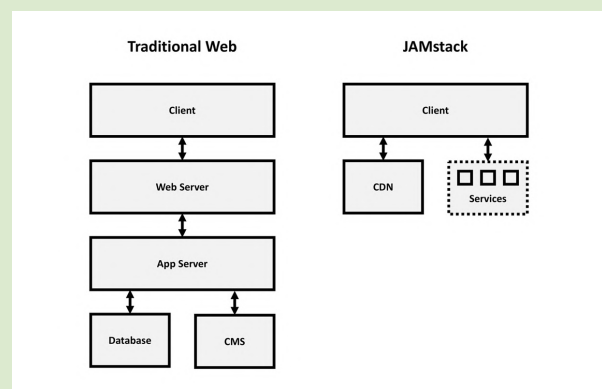 Traditional Web
JAMstack
Client
Client
Web Server
CDN
Services
App Server
Database
CMS